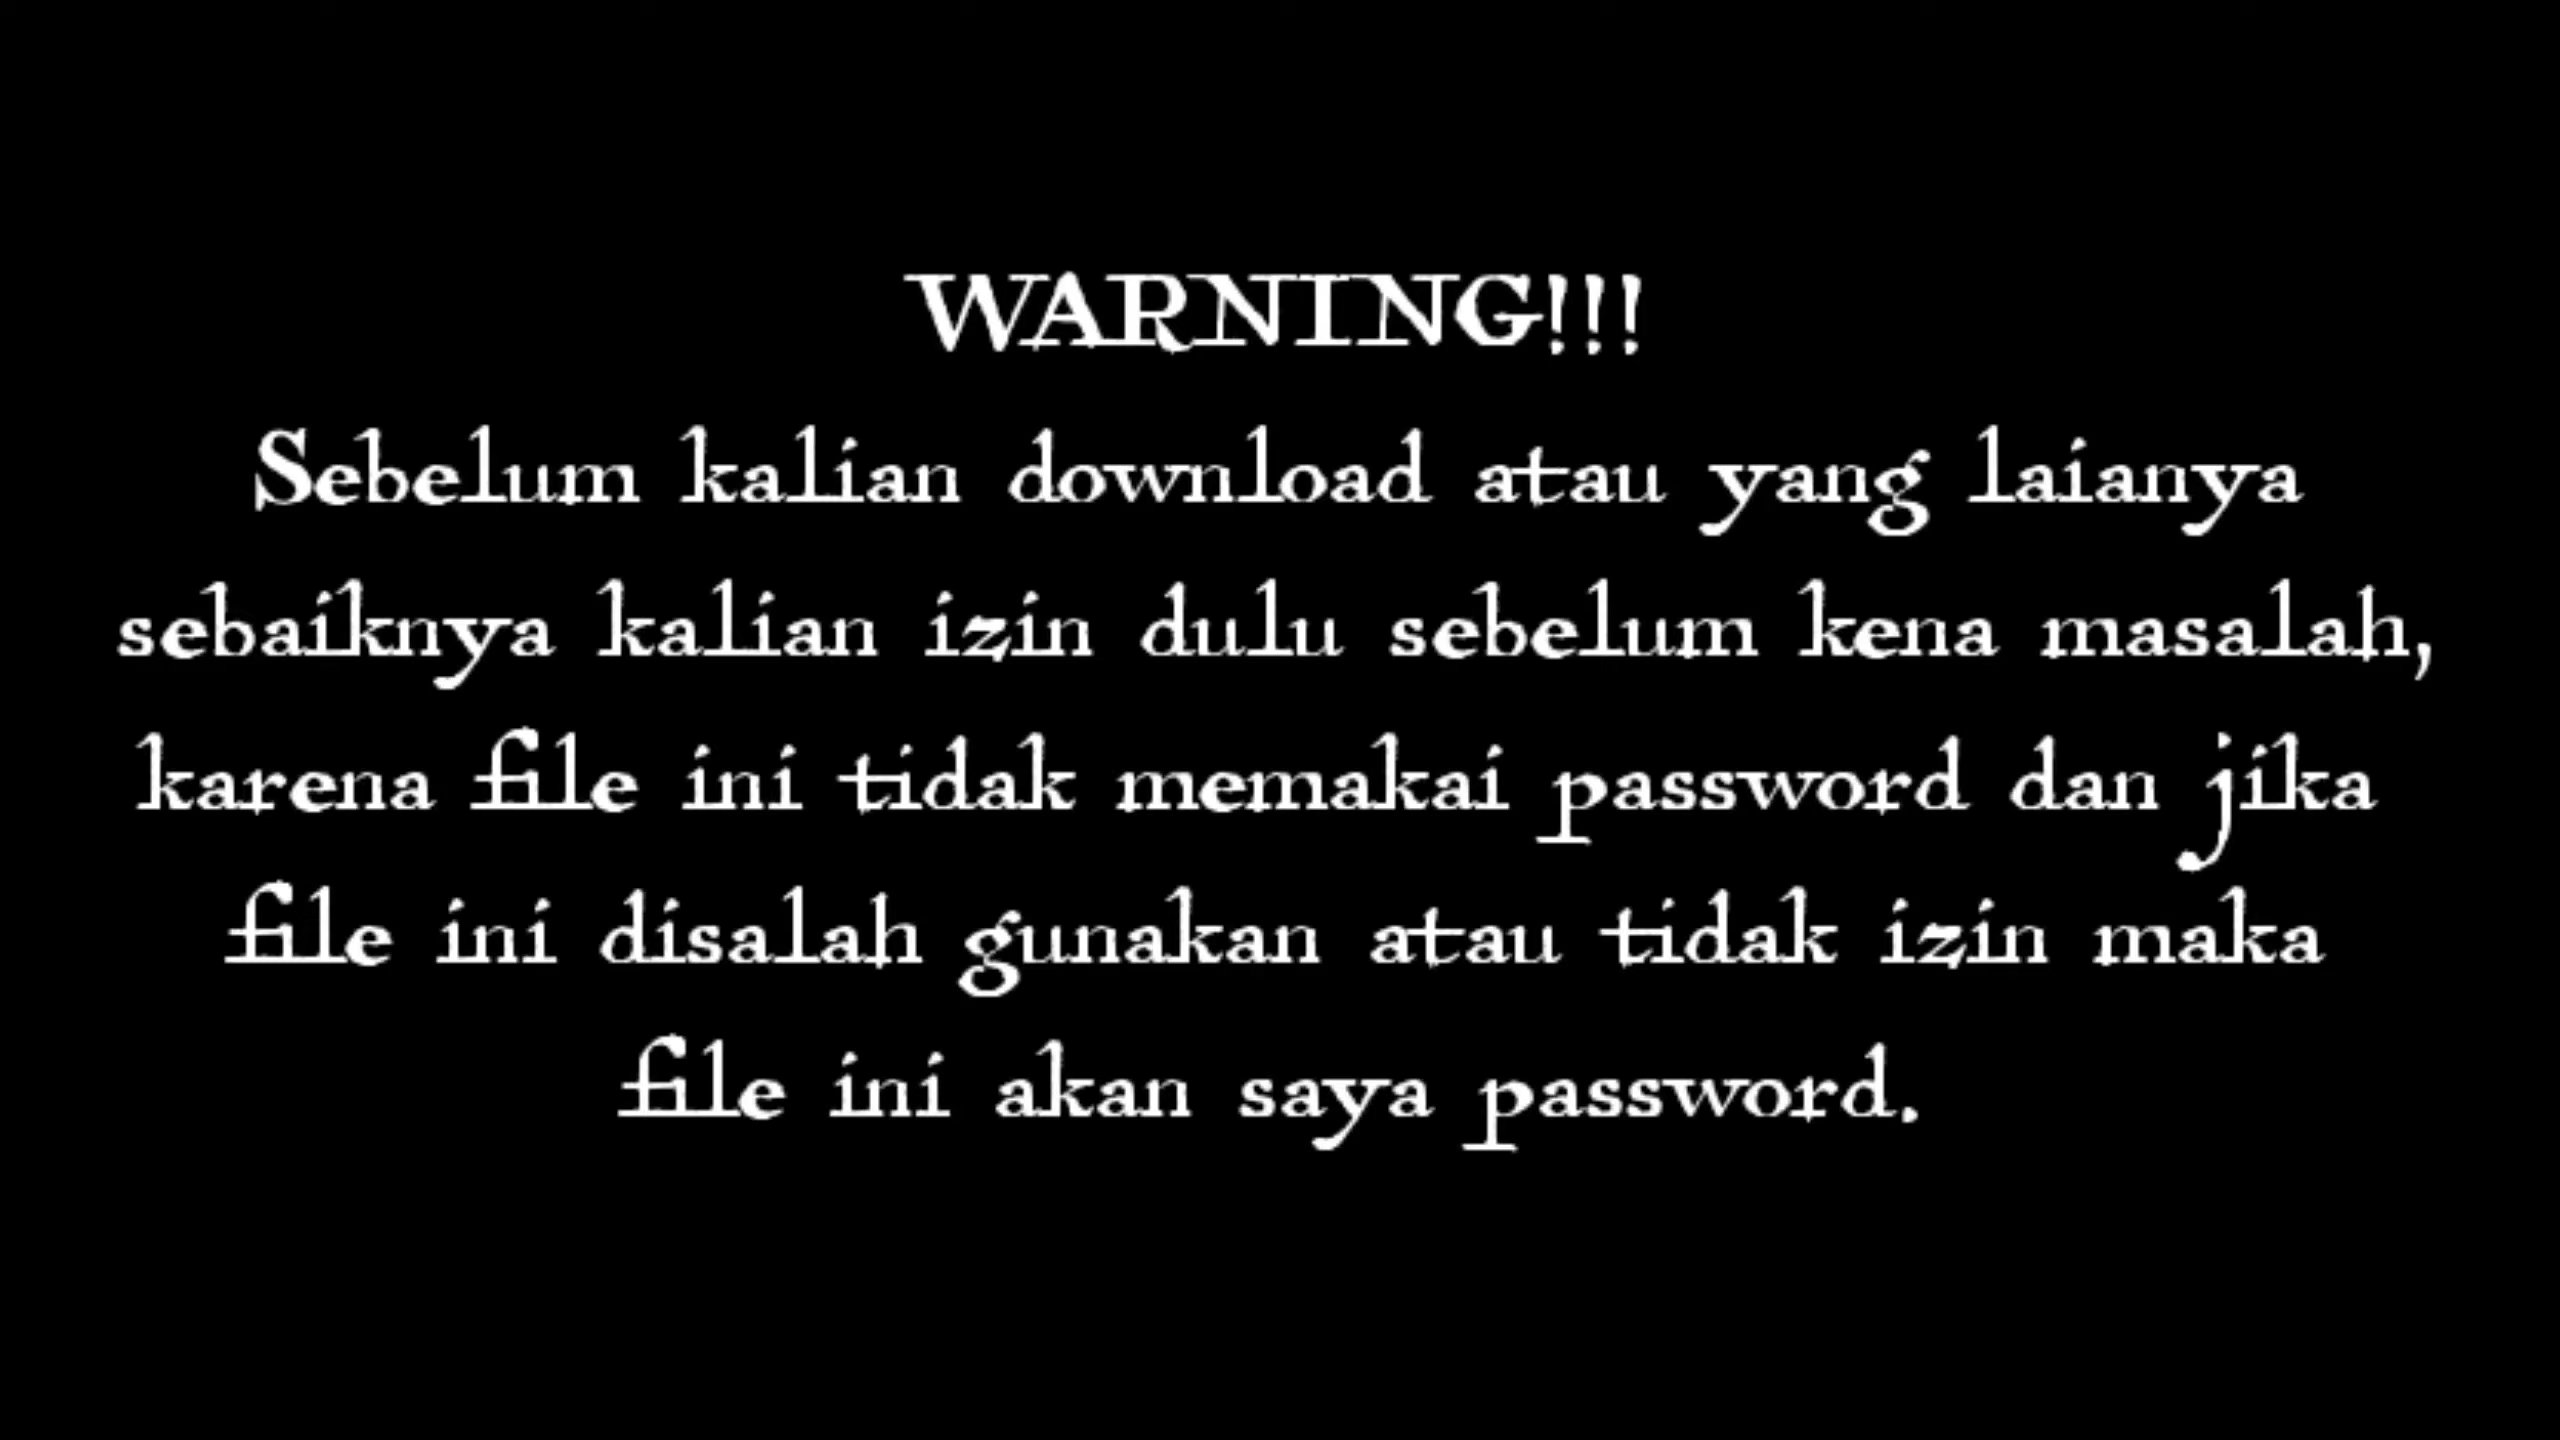 WARNING!!!
Sebelum kalian download atau yang laianya
sebaiknya kalian izin dulu sebelum kena masalah,
karena file ini tidak memakai password dan jika
file ini disalah gunakan atau tidak izin maka
file ini akan saya password.